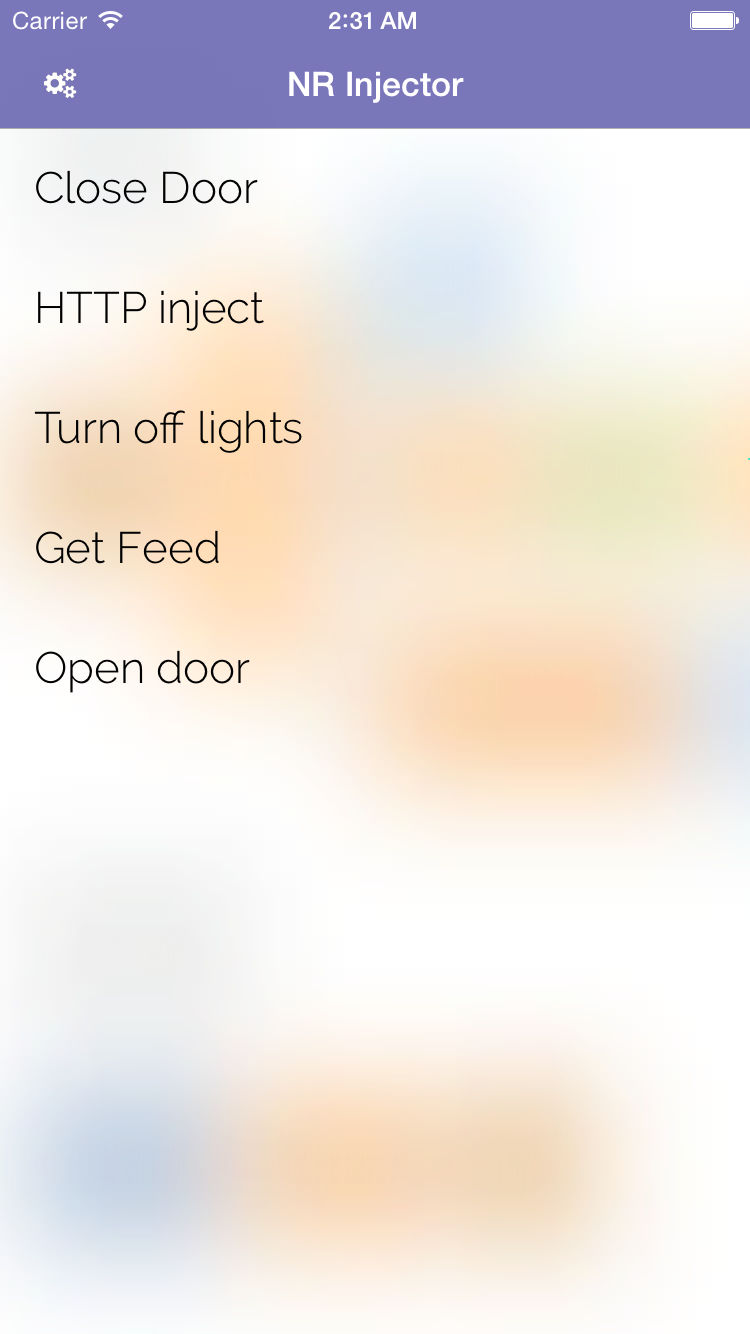 Carrier 2:31 AM
NR Injector
Close Door
HTTP inject
Turn off lights
Get Feed
Open door